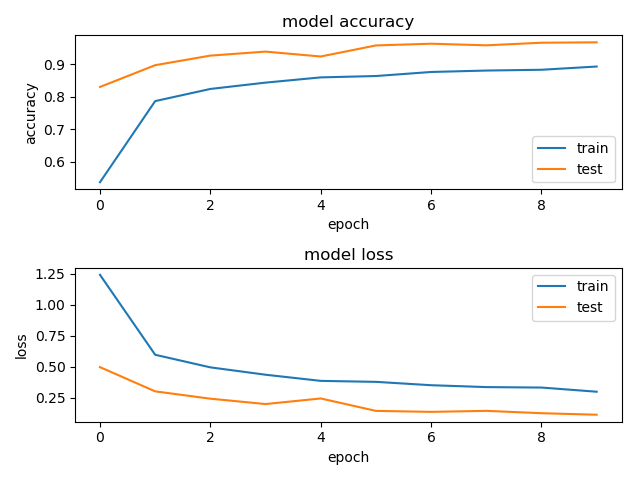 model accuracy
accuracy
0.9
0.8
0.7
0.6
train
test
0 2 4 6 8
epoch
model loss
loss
1.25
1.00
0.75
0.50
0.25
train
test
0 2 4 6 8
epoch